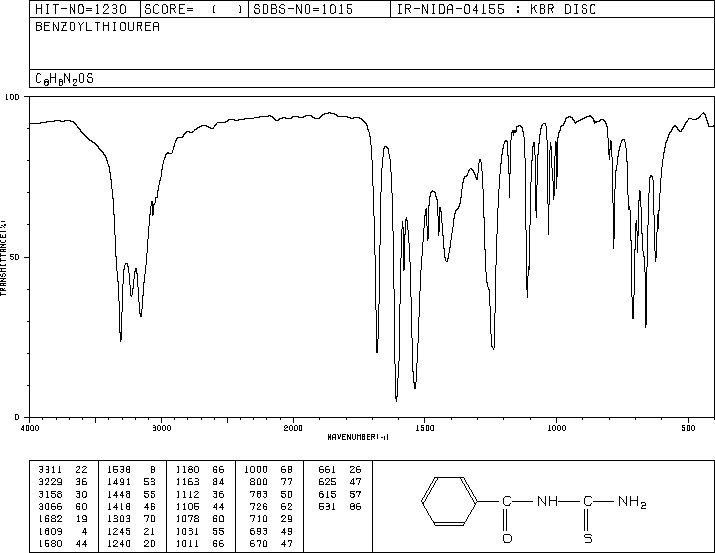 HIT-NO=1230 SCORE= ( ) SDBS-NO=1015 IR-NIDA-04155 : KBR DISC
BENZOYLTHIOUREA
C8H8N2OS
100
50
0
TRANSMITTANCE(%)
4000 3000 2000 1500 1000 500
WAVENUMBER(-1)
3311 22 1538 8 1180 66 1000 68 661 26
3229 36 1491 53 1163 84 800 77 625 47
3158 30 1448 55 1112 36 783 50 615 57
3066 60 1418 46 1105 44 726 62 531 86
1682 19 1303 70 1078 60 710 29
1609 4 1245 21 1031 55 693 49
1580 44 1240 20 1011 66 670 47
C NH C NH2
O S